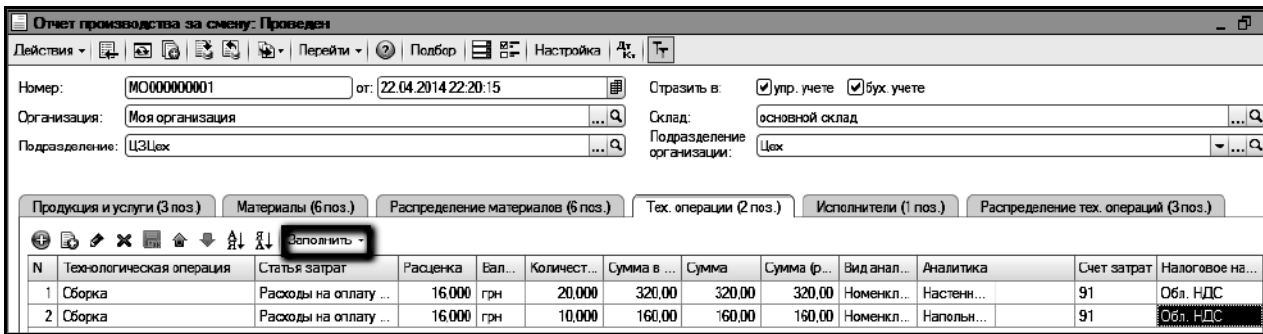 Отчет производства за смену: Проведен
Действия Перейти Подбор Настройка
Номер: МО000000001 от: 22.04.2014 22:20:15 Отразить в: упр. учете бух. учете
Организация: Моя организация ... Склад: основной склад ...
Подразделение: ЦЗЦех ... Подразделение организации: Цех ...
Продукция и услуги (3 поз.) Материалы (6 поз.) Распределение материалов (6 поз.) Тех. операции (2 поз.) Исполнители (1 поз.) Распределение тех. операций (3 поз.)
Заполнить
N Технологическая операция Статья затрат Расценка Вал... Количест... Сумма в ... Сумма Сумма (р... Вид анал... Аналитика Счет затрат Налоговое на...
1 Сборка Расходы на оплату ... 16,000 грн 20,000 320,00 320,00 320,00 Номенкл... Настенн... 91 Обл. НДС
2 Сборка Расходы на оплату ... 16,000 грн 10,000 160,00 160,00 160,00 Номенкл... Напольн... 91 Обл. НДС